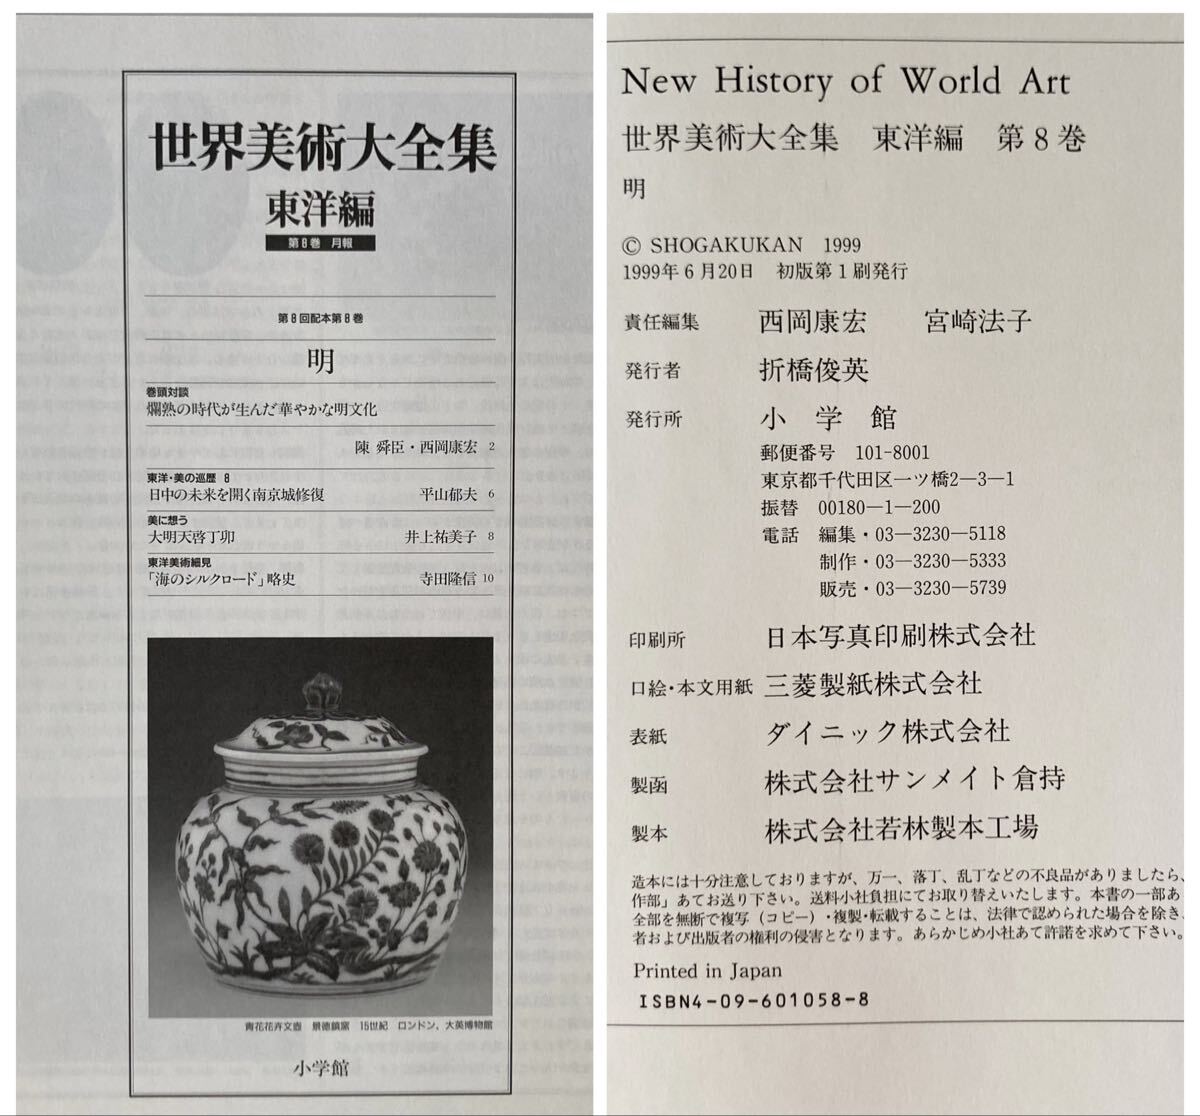 世界美術大全集
東洋編
第8巻 月報
第8回配本第8巻
明
巻頭対談
爛熟の時代が生んだ華やかな明文化
陳 舜臣・西岡康宏 2
東洋・美の巡歴 8
日中の未来を開く南京城修復 平山郁夫 6
美に想う
大明天啓丁卯 井上祐美子 8
東洋美術細見
「海のシルクロード」略史 寺田隆信 10
青花花卉文壺 景徳鎮窯 15世紀 ロンドン、大英博物館
小学館
New History of World Art
世界美術大全集 東洋編 第8巻
明
© SHOGAKUKAN 1999
1999年6月20日 初版第1刷発行
責任編集 西岡康宏 宮崎法子
発行者 折橋俊英
発行所 小学館
郵便番号 101-8001
東京都千代田区一ツ橋2―3―1
振替 00180―1―200
電話 編集・03―3230―5118
制作・03―3230―5333
販売・03―3230―5739
印刷所 日本写真印刷株式会社
口絵・本文用紙 三菱製紙株式会社
表紙 ダイニック株式会社
製函 株式会社サンメイト倉持
製本 株式会社若林製本工場
造本には十分注意しておりますが、万一、落丁、乱丁などの不良品がありましたら、
作部」あてお送り下さい。送料小社負担にてお取り替えいたします。本書の一部あ
全部を無断で複写（コピー）・複製・転載することは、法律で認められた場合を除き、
者および出版者の権利の侵害となります。あらかじめ小社あて許諾を求めて下さい。
Printed in Japan
ISBN4-09-601058-8